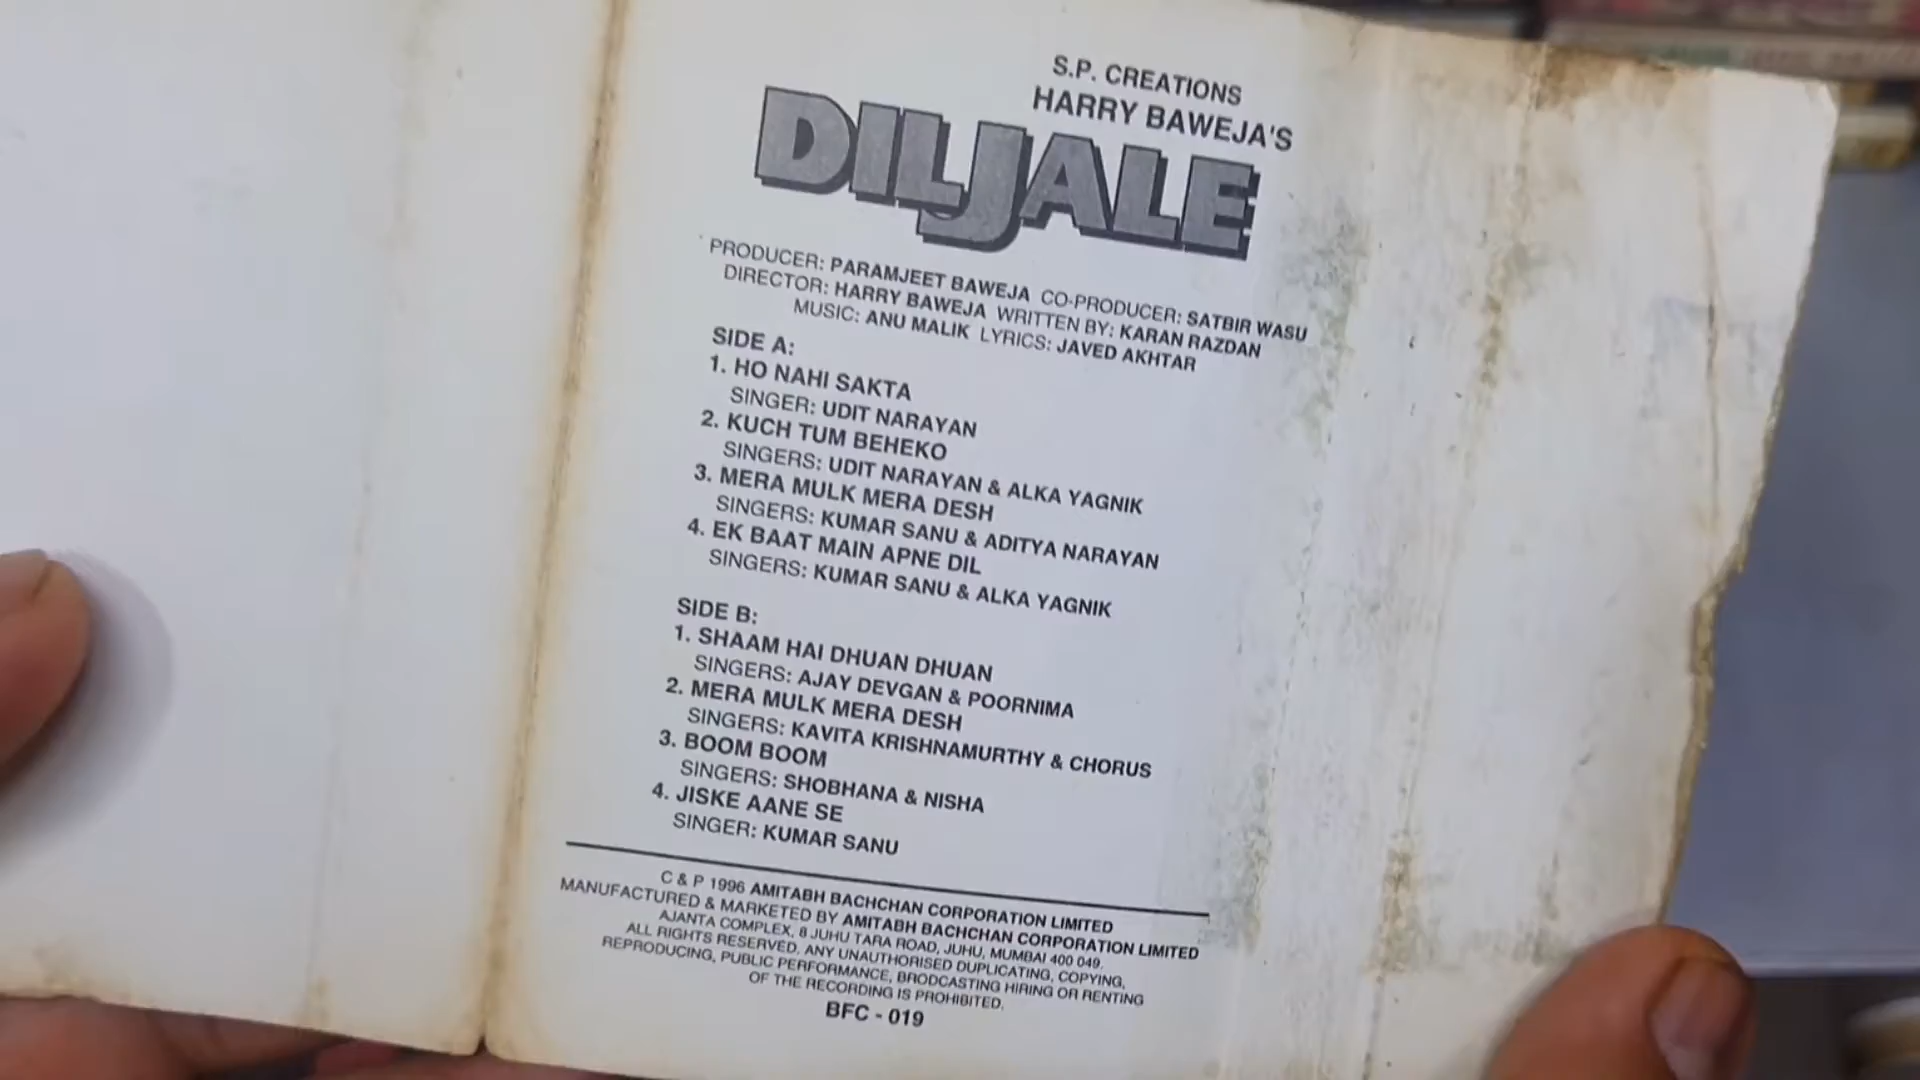 S.P. CREATIONS
HARRY BAWEJA'S
DILJALE
PRODUCER: PARAMJEET BAWEJA CO-PRODUCER: SATBIR WASU
DIRECTOR: HARRY BAWEJA WRITTEN BY: KARAN RAZDAN
MUSIC: ANU MALIK LYRICS: JAVED AKHTAR
SIDE A:
1. HO NAHI SAKTA
SINGER: UDIT NARAYAN
2. KUCH TUM BEHEKO
SINGERS: UDIT NARAYAN & ALKA YAGNIK
3. MERA MULK MERA DESH
SINGERS: KUMAR SANU & ADITYA NARAYAN
4. EK BAAT MAIN APNE DIL
SINGERS: KUMAR SANU & ALKA YAGNIK
SIDE B:
1. SHAAM HAI DHUAN DHUAN
SINGERS: AJAY DEVGAN & POORNIMA
2. MERA MULK MERA DESH
SINGERS: KAVITA KRISHNAMURTHY & CHORUS
3. BOOM BOOM
SINGERS: SHOBHANA & NISHA
4. JISKE AANE SE
SINGER: KUMAR SANU
C & P 1996 AMITABH BACHCHAN CORPORATION LIMITED
MANUFACTURED & MARKETED BY AMITABH BACHCHAN CORPORATION LIMITED
AJANTA COMPLEX, 8 JUHU TARA ROAD, JUHU, MUMBAI 400 049.
ALL RIGHTS RESERVED. ANY UNAUTHORISED DUPLICATING, COPYING,
REPRODUCING, PUBLIC PERFORMANCE, BRODCASTING HIRING OR RENTING
OF THE RECORDING IS PROHIBITED.
BFC - 019